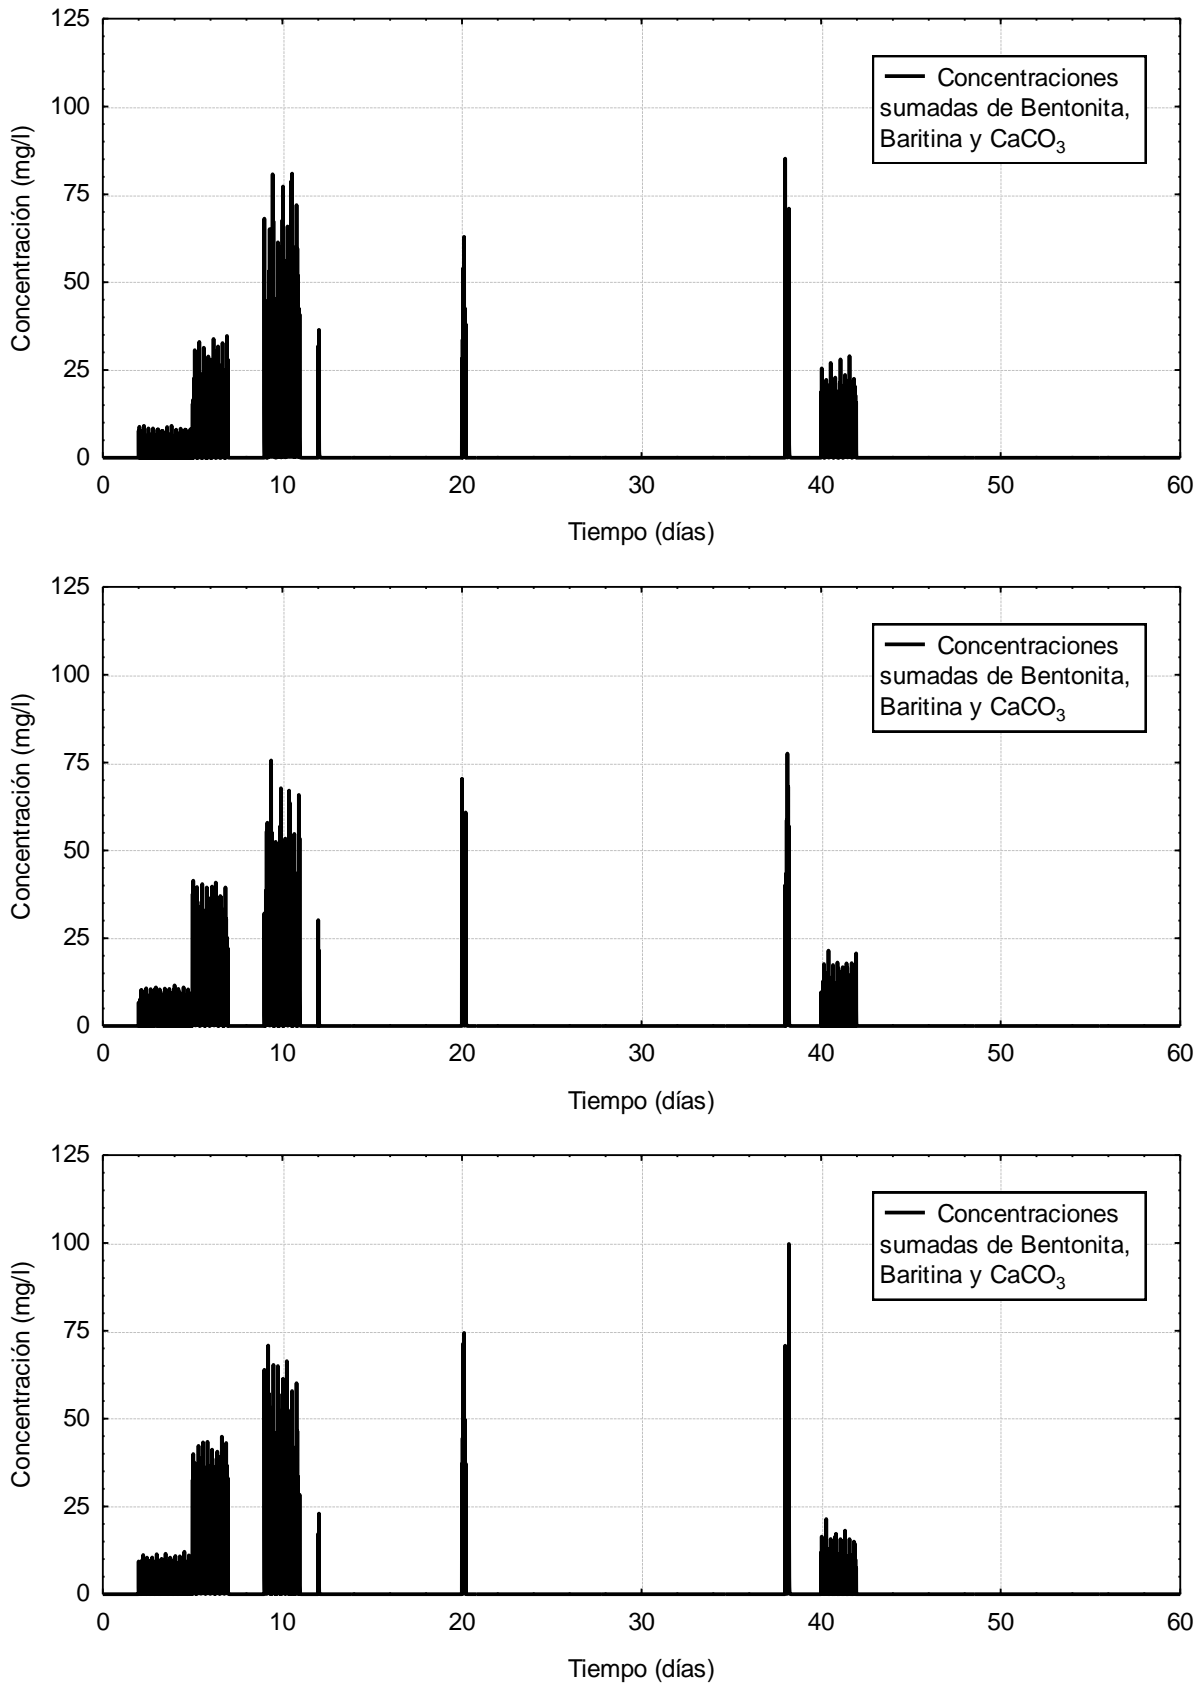 125
100
75
50
25
0
Concentración (mg/l)
Concentraciones
sumadas de Bentonita,
Baritina y CaCO₃
0 10 20 30 40 50 60
Tiempo (días)
125
100
75
50
25
0
Concentración (mg/l)
Concentraciones
sumadas de Bentonita,
Baritina y CaCO₃
0 10 20 30 40 50 60
Tiempo (días)
125
100
75
50
25
0
Concentración (mg/l)
Concentraciones
sumadas de Bentonita,
Baritina y CaCO₃
0 10 20 30 40 50 60
Tiempo (días)